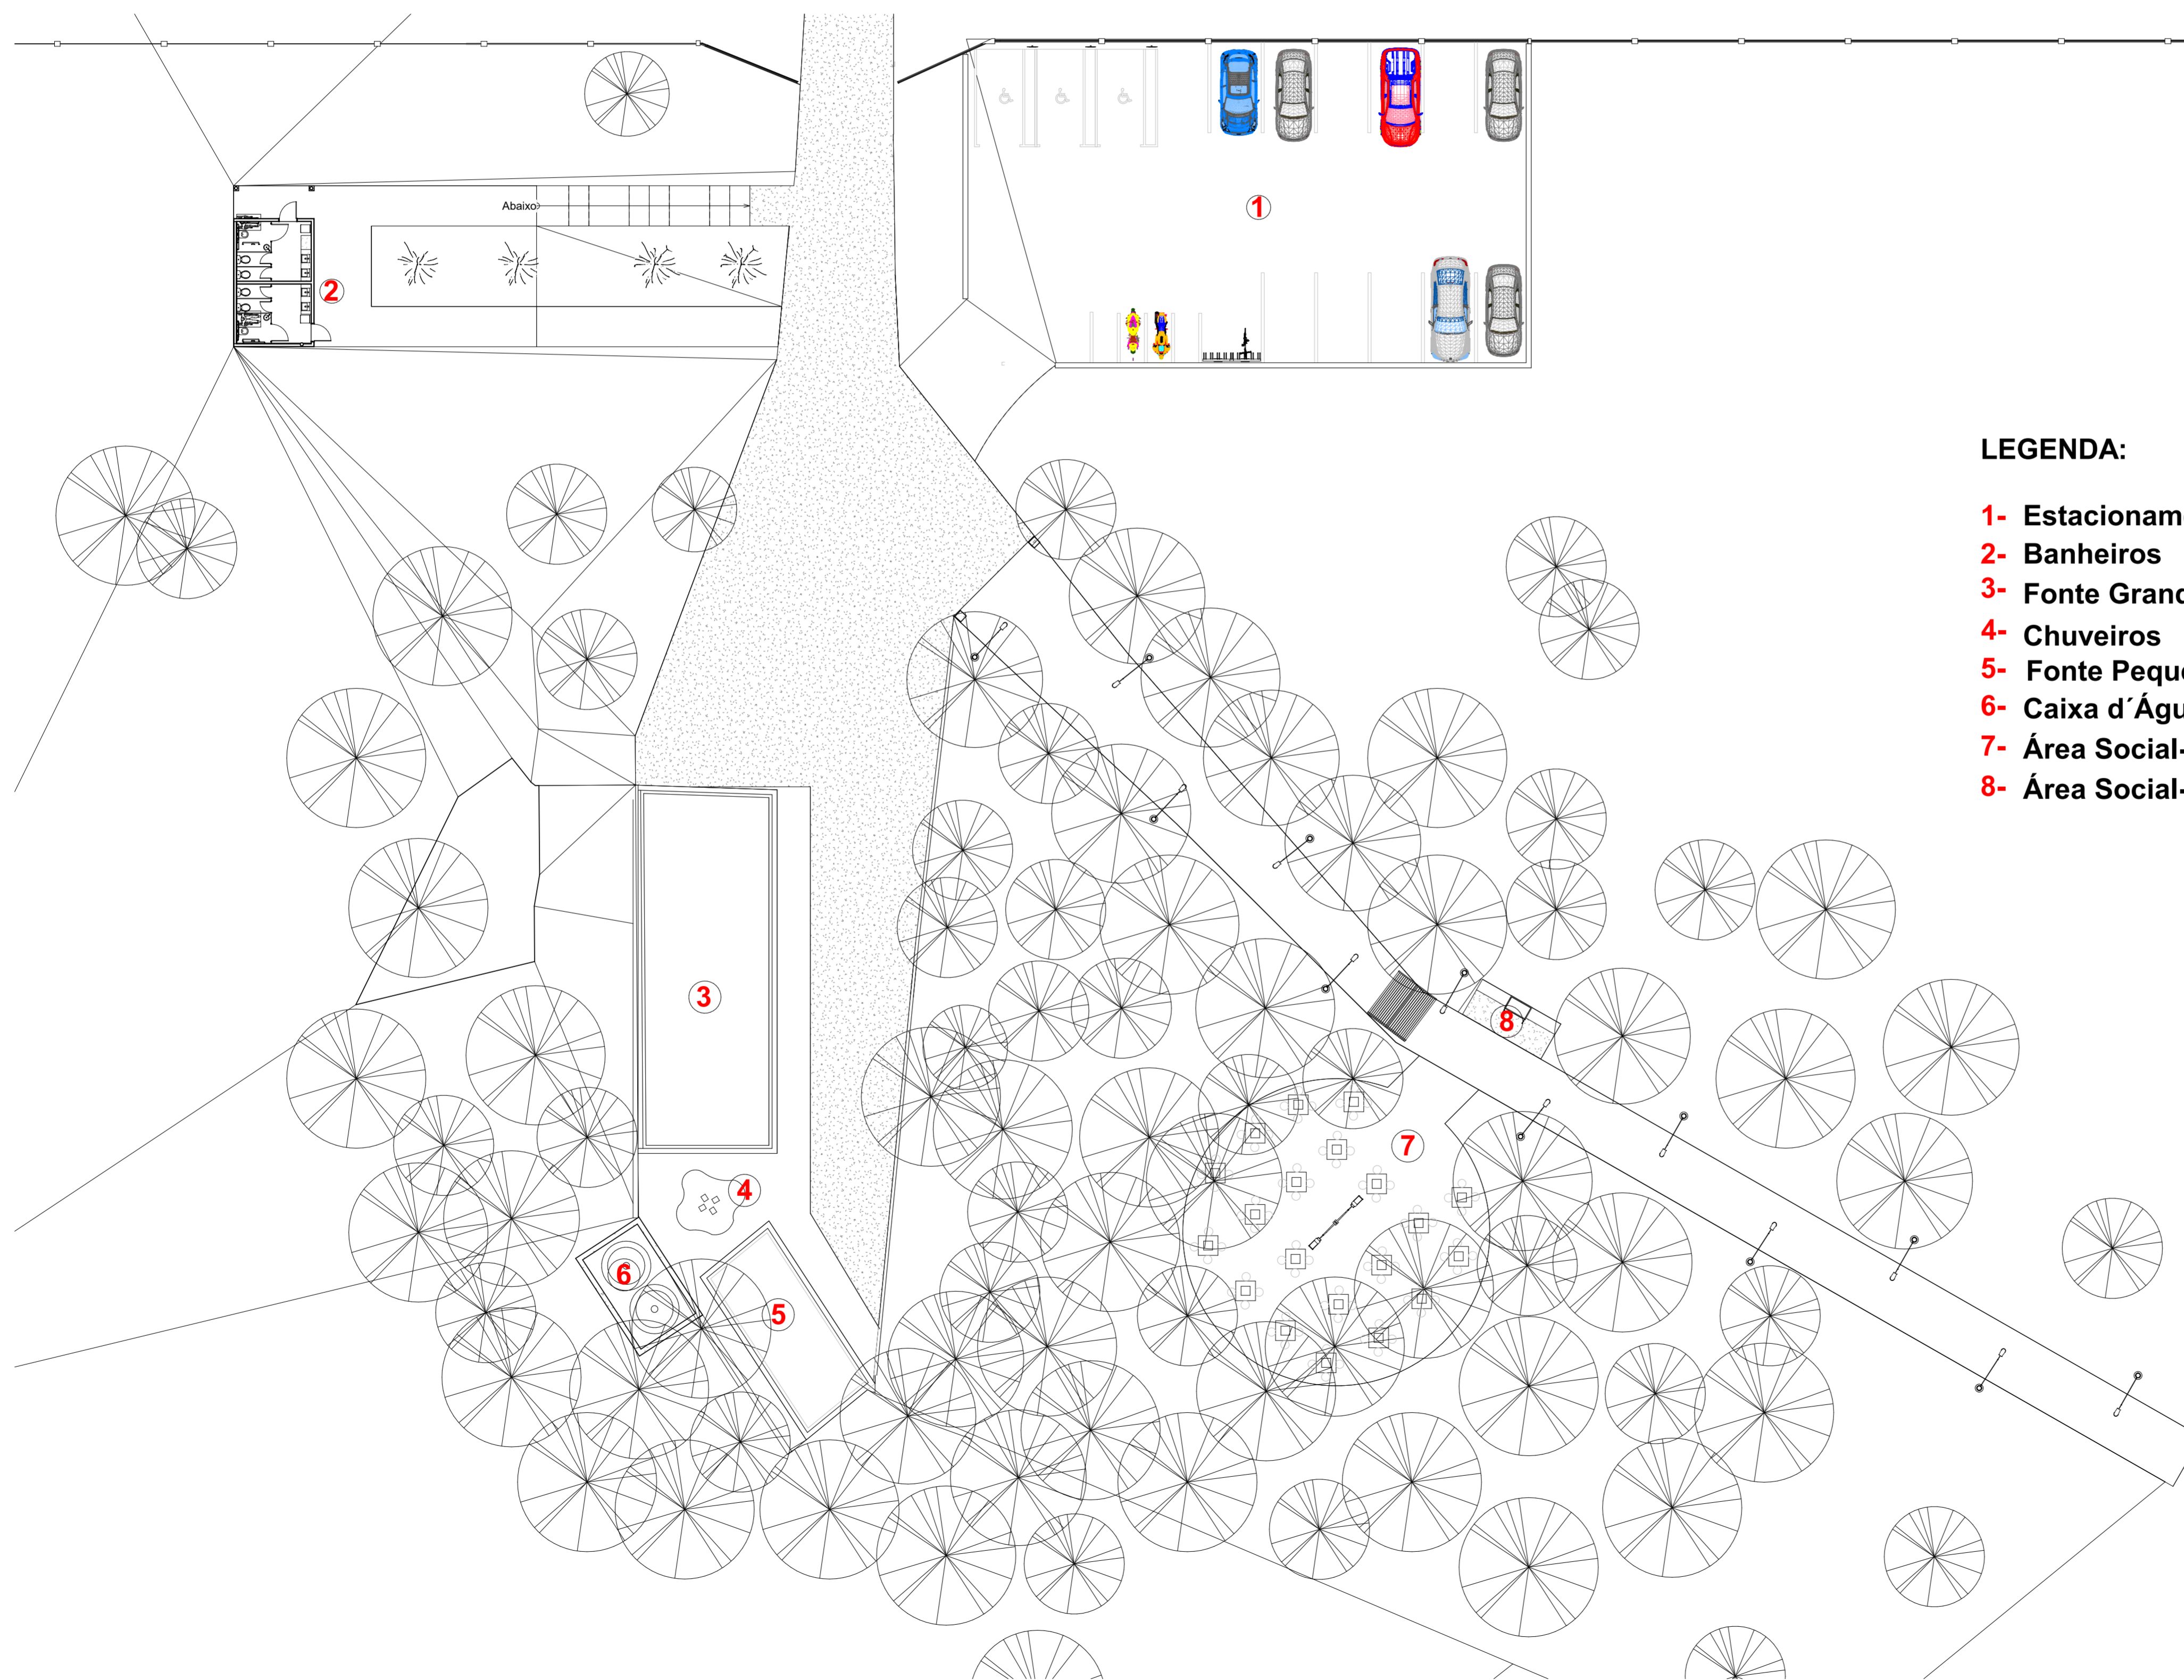 1
Abaixo
2
LEGENDA:
1- Estacionam
2- Banheiros
3- Fonte Grand
4- Chuveiros
5- Fonte Peque
6- Caixa d´Águ
7- Área Social-
8- Área Social-
3
8
7
4
6
5